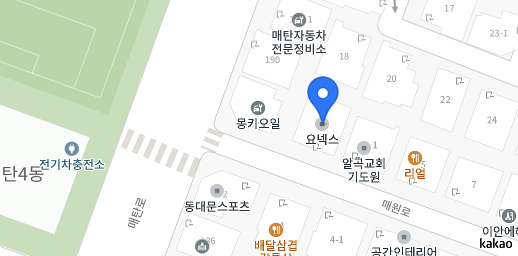 매탄자동차
전문정비소
17
23-1
18
190
20
몽키오일
22
24
요넥스
전기차충전소
탄4동
1
알곡교회
기도원
리얼
7
동대문스포츠
매탄로
매원로
이안에
배달삼겹
4-1
공간인테리어
kakao